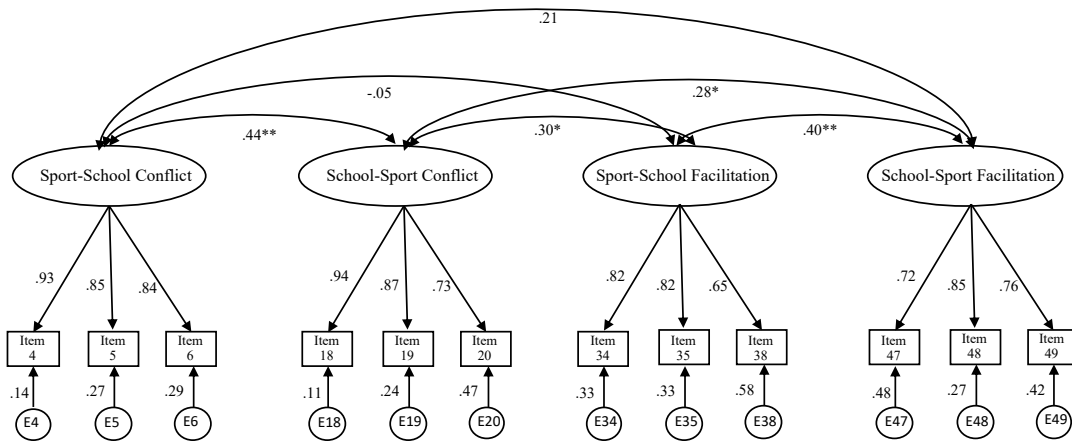 .21
-.05
.28*
.44**
.30*
.40**
Sport-School Conflict
School-Sport Conflict
Sport-School Facilitation
School-Sport Facilitation
.93
.85
.84
.94
.87
.73
.82
.82
.65
.72
.85
.76
Item
4
Item
5
Item
6
Item
18
Item
19
Item
20
Item
34
Item
35
Item
38
Item
47
Item
48
Item
49
.14
.27
.29
.11
.24
.47
.33
.33
.58
.48
.27
.42
E4
E5
E6
E18
E19
E20
E34
E35
E38
E47
E48
E49